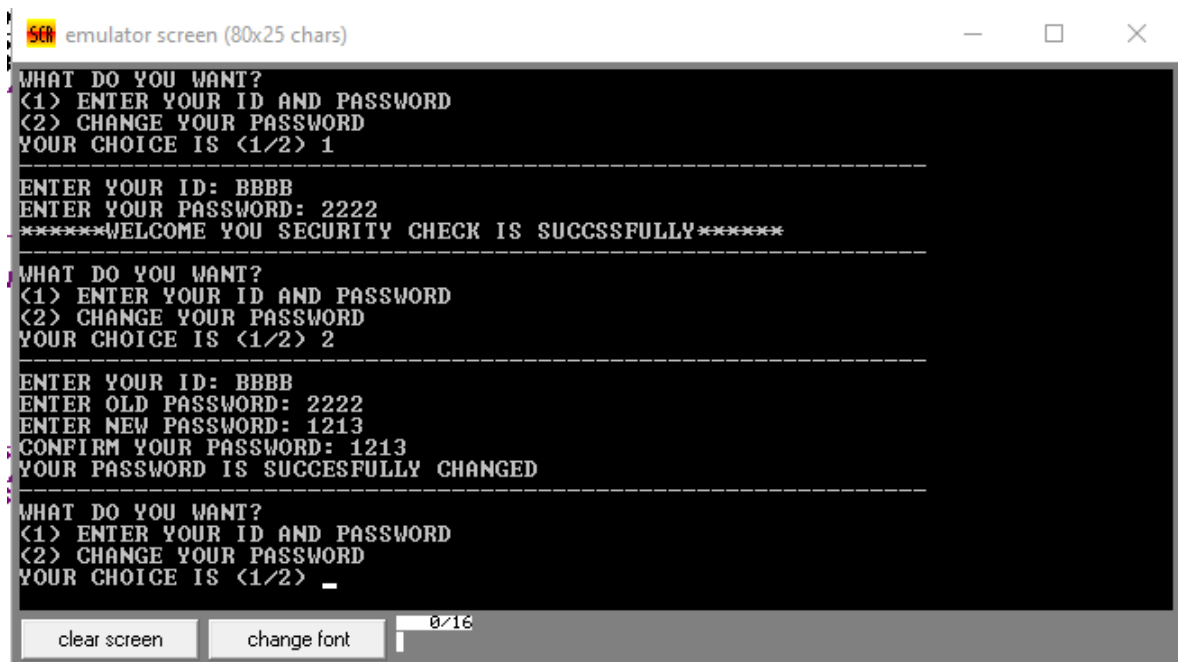 SCR emulator screen (80x25 chars)
WHAT DO YOU WANT?
(1) ENTER YOUR ID AND PASSWORD
(2) CHANGE YOUR PASSWORD
YOUR CHOICE IS (1/2) 1
---------------------------------------------------------------
ENTER YOUR ID: BBBB
ENTER YOUR PASSWORD: 2222
******WELCOME YOU SECURITY CHECK IS SUCCSSFULLY******
---------------------------------------------------------------
WHAT DO YOU WANT?
(1) ENTER YOUR ID AND PASSWORD
(2) CHANGE YOUR PASSWORD
YOUR CHOICE IS (1/2) 2
---------------------------------------------------------------
ENTER YOUR ID: BBBB
ENTER OLD PASSWORD: 2222
ENTER NEW PASSWORD: 1213
CONFIRM YOUR PASSWORD: 1213
YOUR PASSWORD IS SUCCESFULLY CHANGED
---------------------------------------------------------------
WHAT DO YOU WANT?
(1) ENTER YOUR ID AND PASSWORD
(2) CHANGE YOUR PASSWORD
YOUR CHOICE IS (1/2) _
clear screen change font 0/16